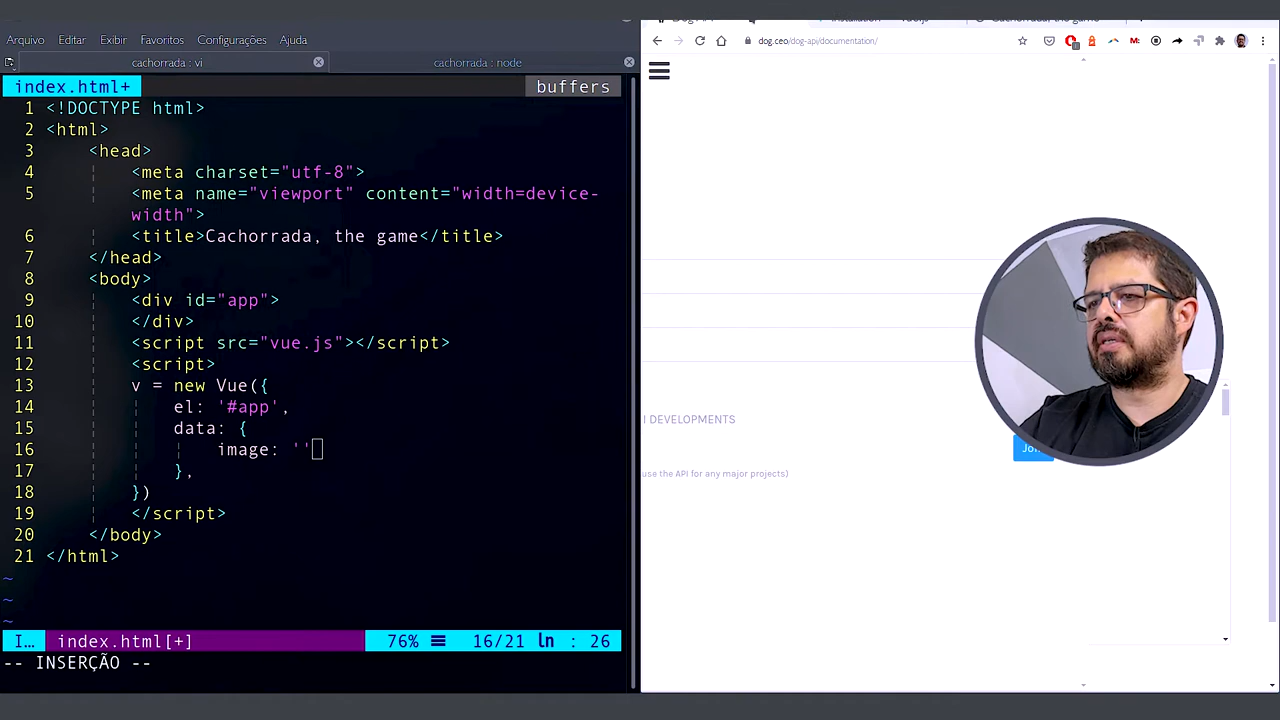 Arquivo Editar Exibir Favoritos Configurações Ajuda
cachorrada : vi
cachorrada : node
index.html+
buffers
1 <!DOCTYPE html>
2 <html>
3 <head>
4 <meta charset="utf-8">
5 <meta name="viewport" content="width=device-
width">
6 <title>Cachorrada, the game</title>
7 </head>
8 <body>
9 <div id="app">
10 </div>
11 <script src="vue.js"></script>
12 <script>
13 v = new Vue({
14 el: '#app',
15 data: {
16 image: ''
17 },
18 })
19 </script>
20 </body>
21 </html>
~
~
~
I… index.html[+] 76% ☰ 16/21 ln : 26
-- INSERÇÃO --
dog.ceo/dog-api/documentation/
I DEVELOPMENTS
use the API for any major projects)